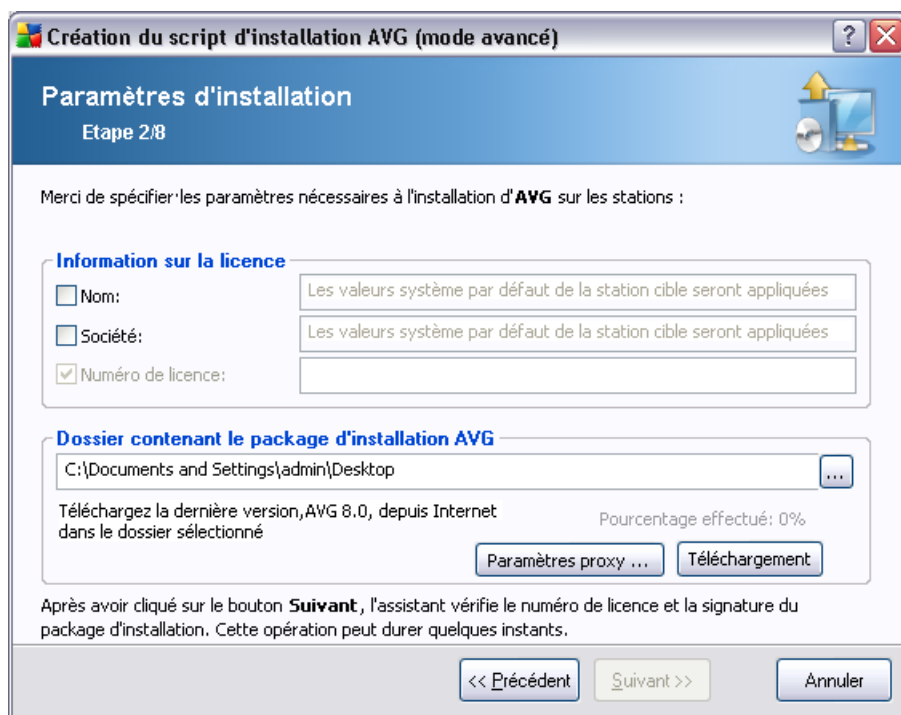 Création du script d'installation AVG (mode avancé)
Paramètres d'installation
Etape 2/8
Merci de spécifier les paramètres nécessaires à l'installation d'AVG sur les stations :
Information sur la licence
Nom:
Les valeurs système par défaut de la station cible seront appliquées
Société:
Les valeurs système par défaut de la station cible seront appliquées
Numéro de licence:
Dossier contenant le package d'installation AVG
C:\Documents and Settings\admin\Desktop
...
Téléchargez la dernière version,AVG 8.0, depuis Internet
dans le dossier sélectionné
Pourcentage effectué: 0%
Paramètres proxy ...
Téléchargement
Après avoir cliqué sur le bouton Suivant, l'assistant vérifie le numéro de licence et la signature du
package d'installation. Cette opération peut durer quelques instants.
<< Précédent
Suivant >>
Annuler